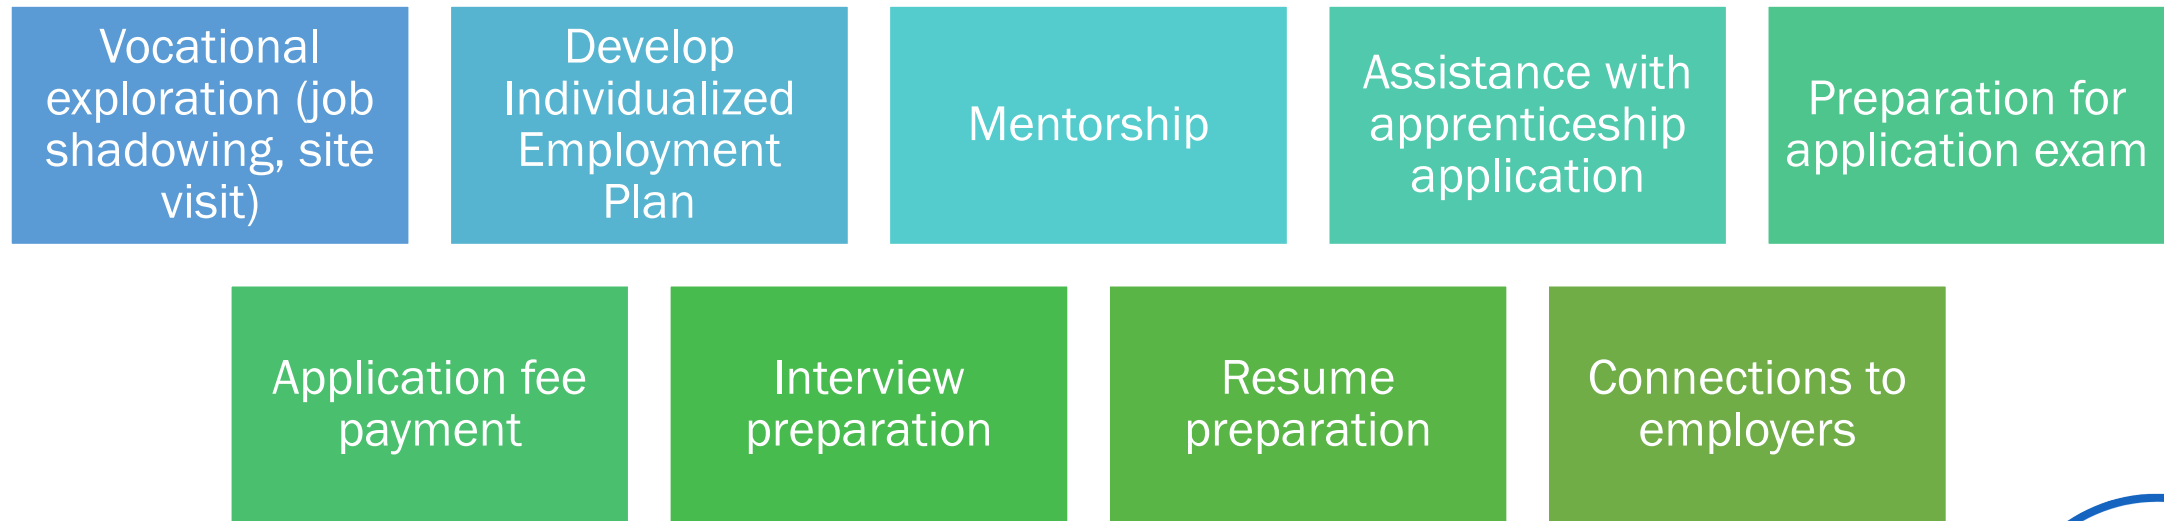 Vocational
exploration (job
shadowing, site
visit)
Develop
Individualized
Employment
Plan
Mentorship
Assistance with
apprenticeship
application
Preparation for
application exam
Application fee
payment
Interview
preparation
Resume
preparation
Connections to
employers